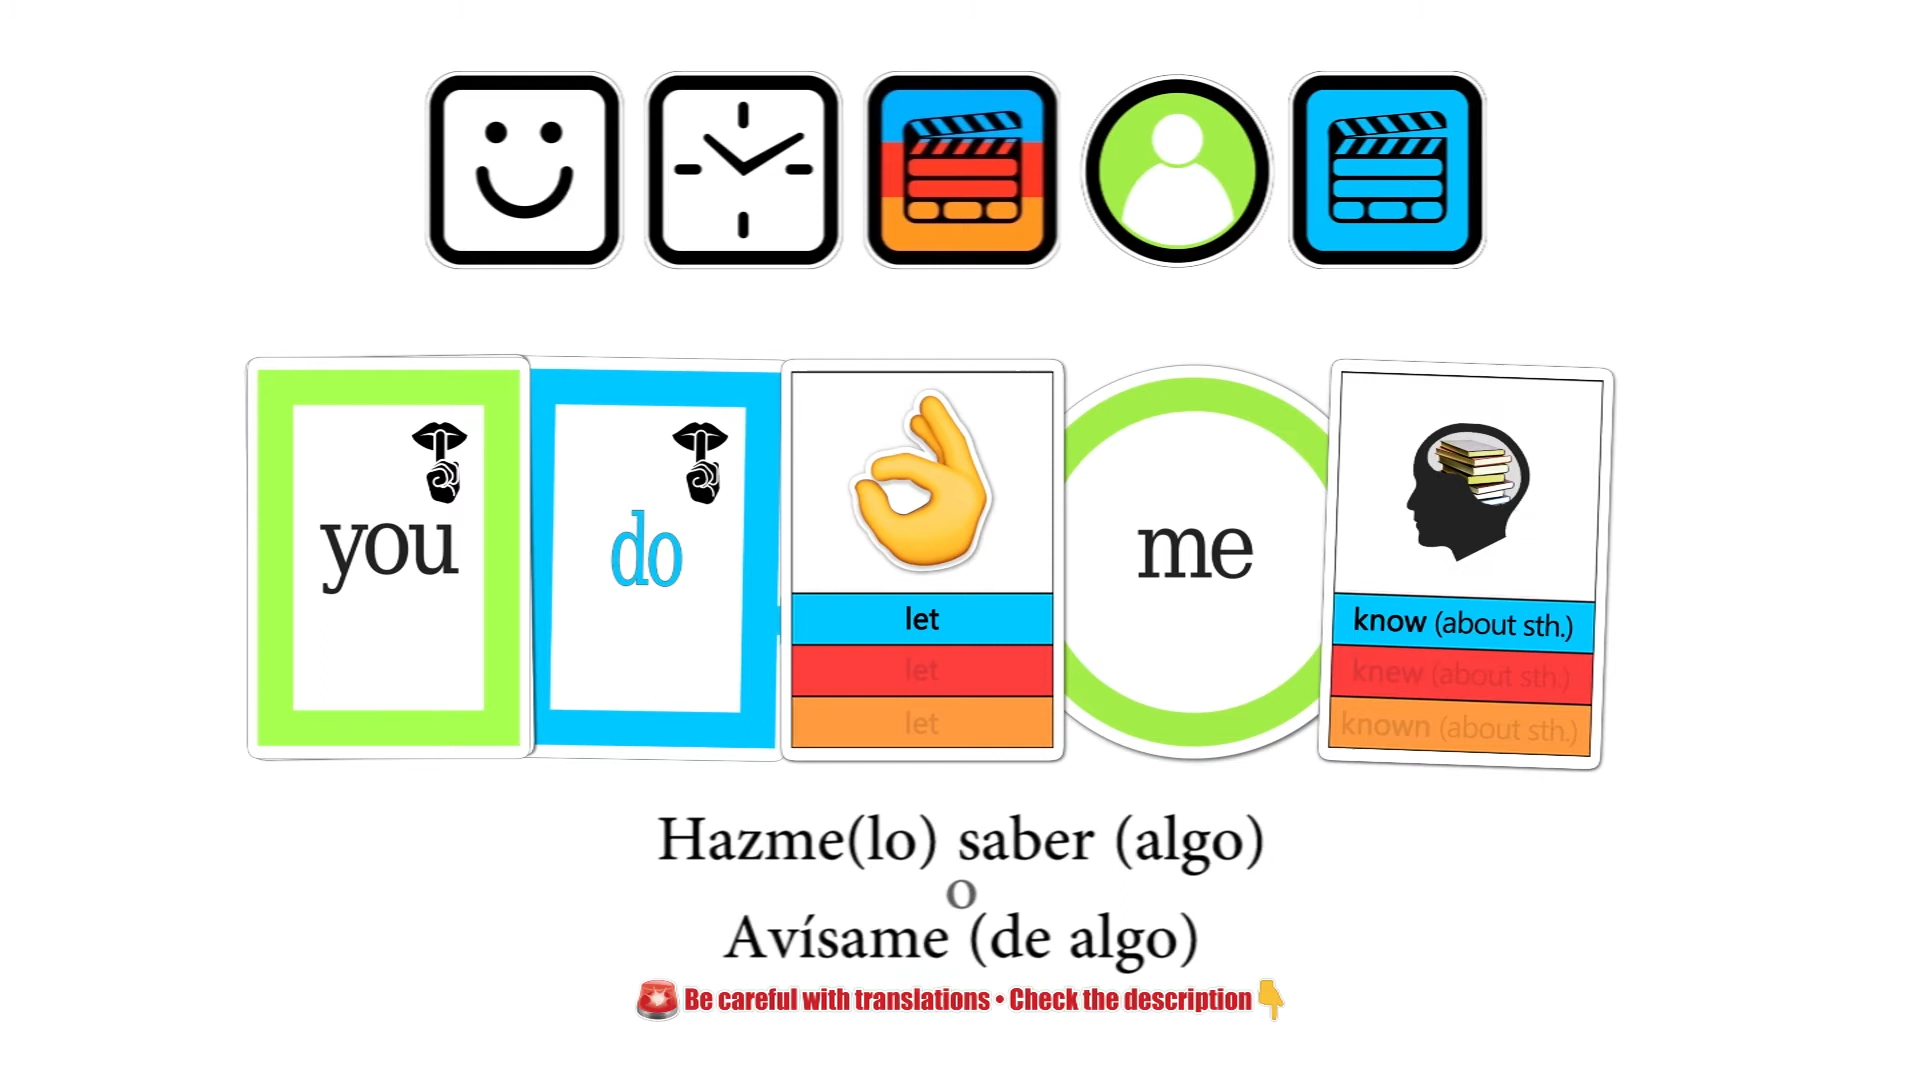 you
do
let
let
let
me
know (about sth.)
knew (about sth.)
known (about sth.)
Hazme(lo) saber (algo)
o
Avísame (de algo)
Be careful with translations • Check the description